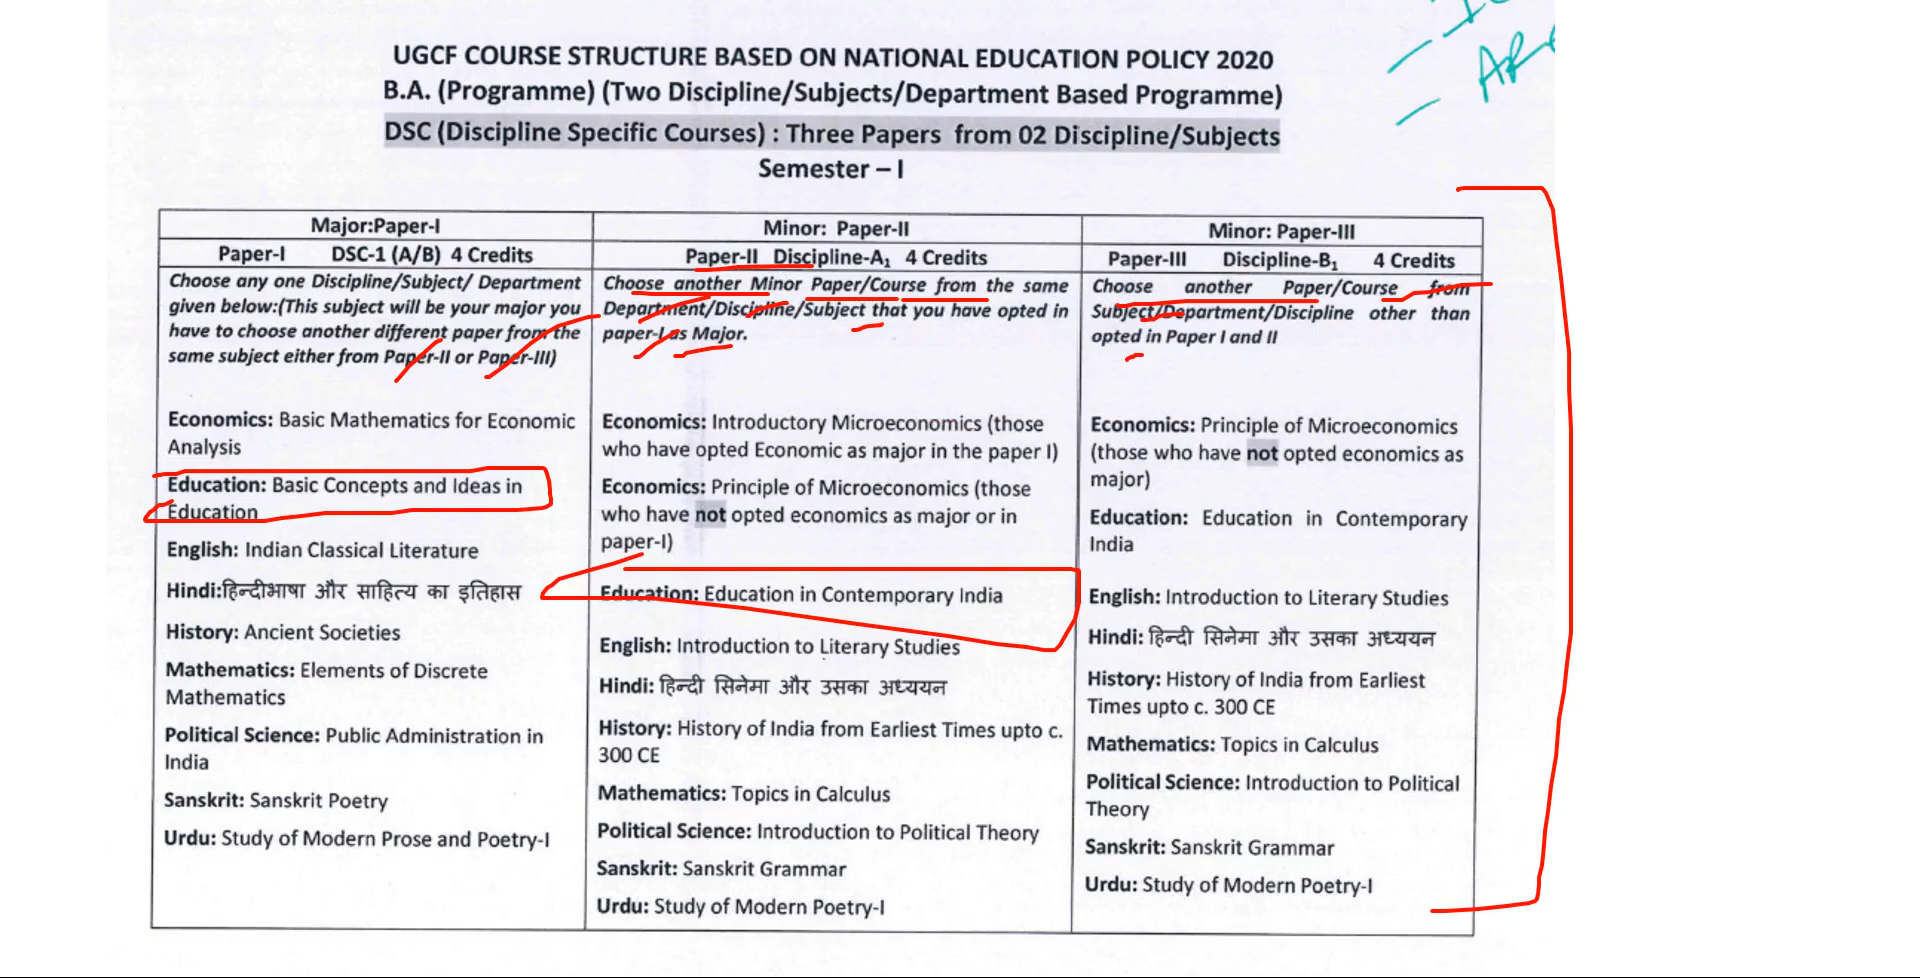 UGCF COURSE STRUCTURE BASED ON NATIONAL EDUCATION POLICY 2020
B.A. (Programme) (Two Discipline/Subjects/Department Based Programme)
DSC (Discipline Specific Courses) : Three Papers from 02 Discipline/Subjects
Semester – I
Major:Paper-I
Paper-I DSC-1 (A/B) 4 Credits
Choose any one Discipline/Subject/ Department
given below:(This subject will be your major you
have to choose another different paper from the
same subject either from Paper-II or Paper-III)
Economics: Basic Mathematics for Economic
Analysis
Education: Basic Concepts and Ideas in
Education
English: Indian Classical Literature
Hindi:हिन्दीभाषा और साहित्य का इतिहास
History: Ancient Societies
Mathematics: Elements of Discrete
Mathematics
Political Science: Public Administration in
India
Sanskrit: Sanskrit Poetry
Urdu: Study of Modern Prose and Poetry-I
Minor: Paper-II
Paper-II Discipline-A₁ 4 Credits
Choose another Minor Paper/Course from the same
Department/Discipline/Subject that you have opted in
paper-I as Major.
Economics: Introductory Microeconomics (those
who have opted Economic as major in the paper I)
Economics: Principle of Microeconomics (those
who have not opted economics as major or in
paper-I)
Education: Education in Contemporary India
English: Introduction to Literary Studies
Hindi: हिन्दी सिनेमा और उसका अध्ययन
History: History of India from Earliest Times upto c.
300 CE
Mathematics: Topics in Calculus
Political Science: Introduction to Political Theory
Sanskrit: Sanskrit Grammar
Urdu: Study of Modern Poetry-I
Minor: Paper-III
Paper-III Discipline-B₁ 4 Credits
Choose another Paper/Course from
Subject/Department/Discipline other than
opted in Paper I and II
Economics: Principle of Microeconomics
(those who have not opted economics as
major)
Education: Education in Contemporary
India
English: Introduction to Literary Studies
Hindi: हिन्दी सिनेमा और उसका अध्ययन
History: History of India from Earliest
Times upto c. 300 CE
Mathematics: Topics in Calculus
Political Science: Introduction to Political
Theory
Sanskrit: Sanskrit Grammar
Urdu: Study of Modern Poetry-I